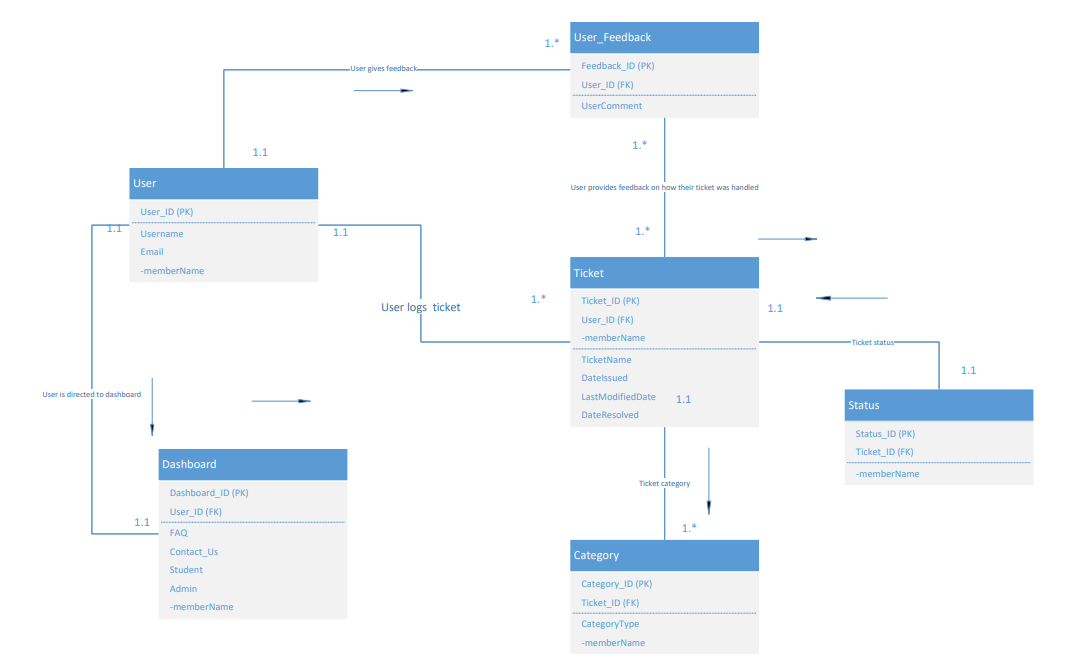 User_Feedback
1.*
Feedback_ID (PK)
User_ID (FK)
UserComment
User gives feedback
1.1
1.*
User provides feedback on how their ticket was handled
1.*
User
User_ID (PK)
Username
Email
-memberName
1.1
1.1
User logs ticket
1.*
Ticket
Ticket_ID (PK)
User_ID (FK)
-memberName
TicketName
DateIssued
LastModifiedDate
DateResolved
1.1
1.1
Ticket status
1.1
Status
Status_ID (PK)
Ticket_ID (FK)
-memberName
User is directed to dashboard
1.1
Dashboard
Dashboard_ID (PK)
User_ID (FK)
FAQ
Contact_Us
Student
Admin
-memberName
Ticket category
1.*
Category
Category_ID (PK)
Ticket_ID (FK)
CategoryType
-memberName